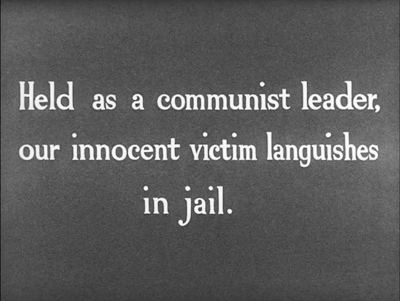 Held as a communist leader,
our innocent victim languishes
in jail.